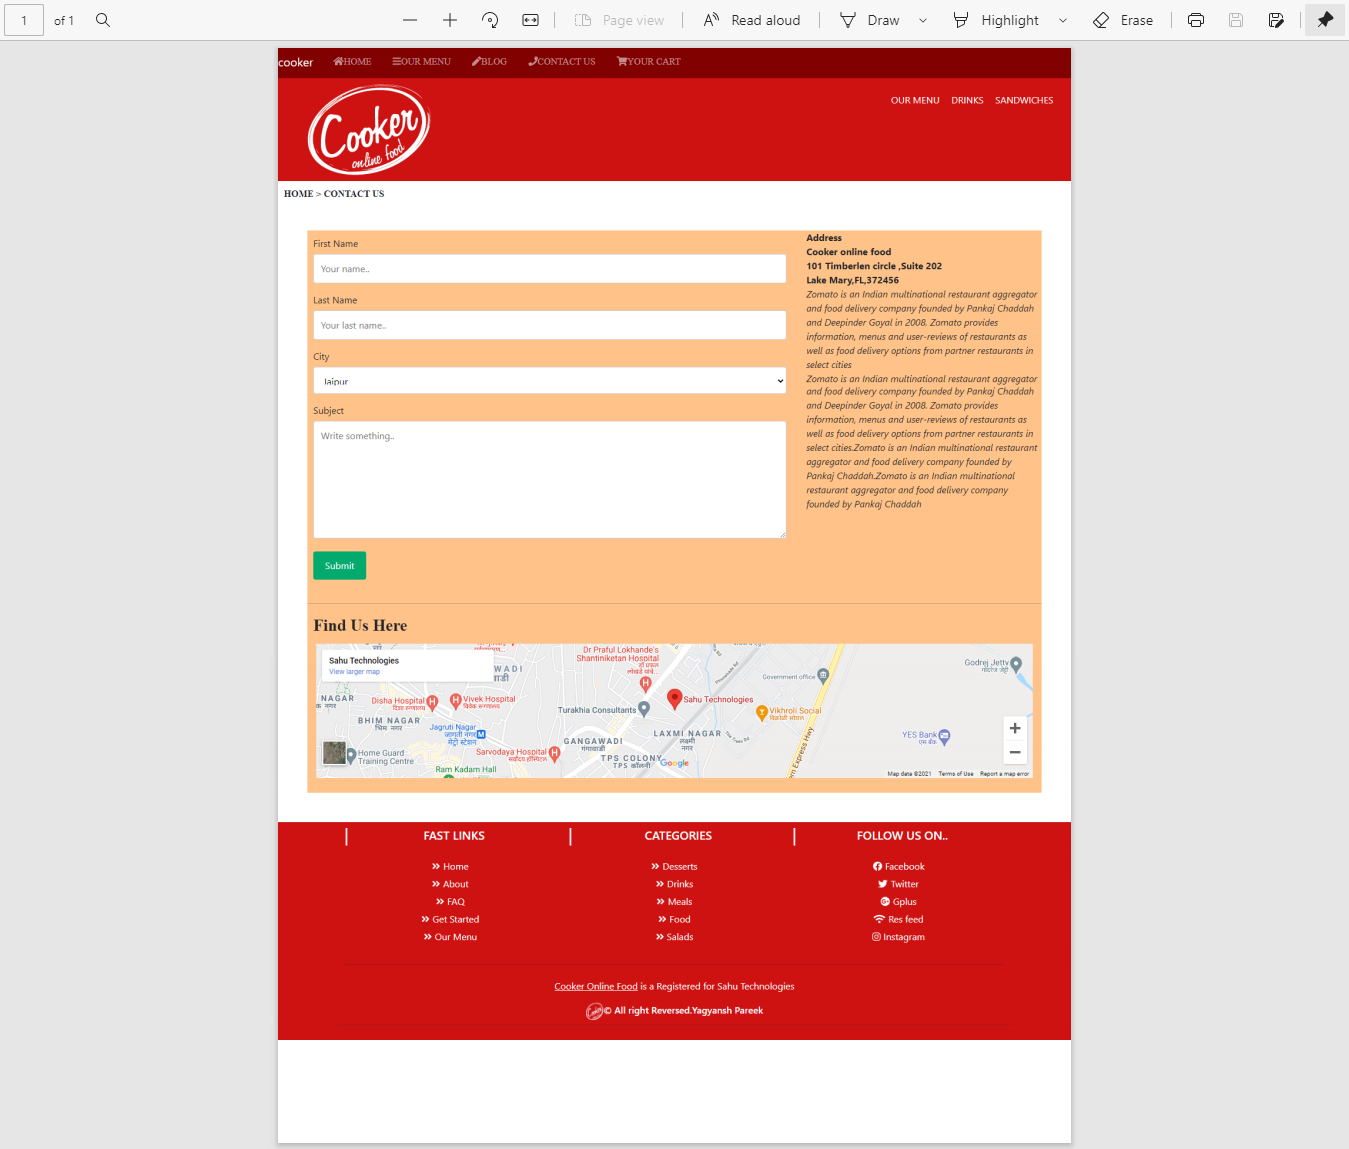 1 of 1 Page view Read aloud Draw Highlight Erase
cooker HOME OUR MENU BLOG CONTACT US YOUR CART
Cooker
online food
OUR MENU DRINKS SANDWICHES
HOME > CONTACT US
First Name
Your name..
Last Name
Your last name..
City
Jaipur
Subject
Write something..
Submit
Address
Cooker online food
101 Timberlen circle ,Suite 202
Lake Mary,FL,372456
Zomato is an Indian multinational restaurant aggregator
and food delivery company founded by Pankaj Chaddah
and Deepinder Goyal in 2008. Zomato provides
information, menus and user-reviews of restaurants as
well as food delivery options from partner restaurants in
select cities
Zomato is an Indian multinational restaurant aggregator
and food delivery company founded by Pankaj Chaddah
and Deepinder Goyal in 2008. Zomato provides
information, menus and user-reviews of restaurants as
well as food delivery options from partner restaurants in
select cities.Zomato is an Indian multinational restaurant
aggregator and food delivery company founded by
Pankaj Chaddah.Zomato is an Indian multinational
restaurant aggregator and food delivery company
founded by Pankaj Chaddah
Find Us Here
Sahu Technologies
View larger map
Dr Praful Lokhande's
Shantiniketan Hospital
Government office
Godrej Jetty
NAGAR
Disha Hospital
Vivek Hospital
Turakhia Consultants
Sahu Technologies
Vikhroli Social
BHIM NAGAR
भिम नगर
Jagruti Nagar
जागृती नगर
मेट्रो स्टेशन
GANGAWADI
गंगावाडी
LAXMI NAGAR
लक्ष्मी
नगर
YES Bank
एस बैंक
Home Guard
Training Centre
Sarvodaya Hospital
TPS COLONY
TPS कॉलनी
Ram Kadam Hall
Google
Map data ©2021 Terms of Use Report a map error
FAST LINKS
Home
About
FAQ
Get Started
Our Menu
CATEGORIES
Desserts
Drinks
Meals
Food
Salads
FOLLOW US ON..
Facebook
Twitter
Gplus
Res feed
Instagram
Cooker Online Food is a Registered for Sahu Technologies
Cooker © All right Reversed.Yagyansh Pareek